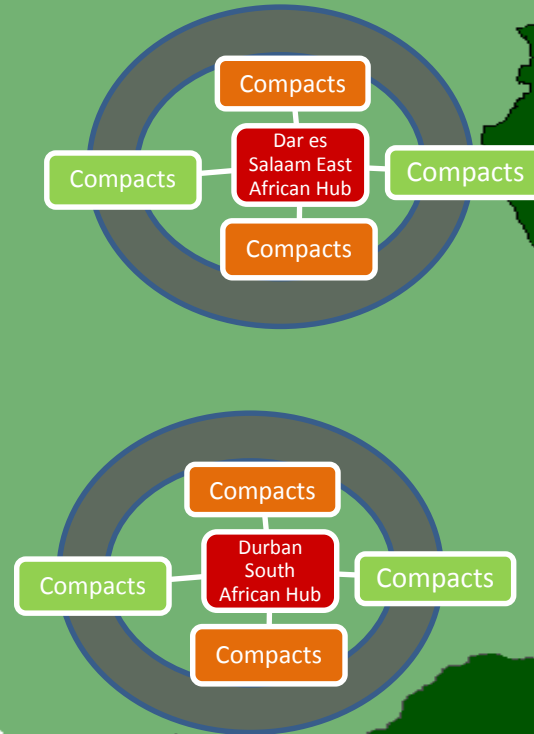 Compacts
Dar es
Salaam East
African Hub
Compacts
Compacts
Compacts
Compacts
Durban
South
African Hub
Compacts
Compacts
Compacts